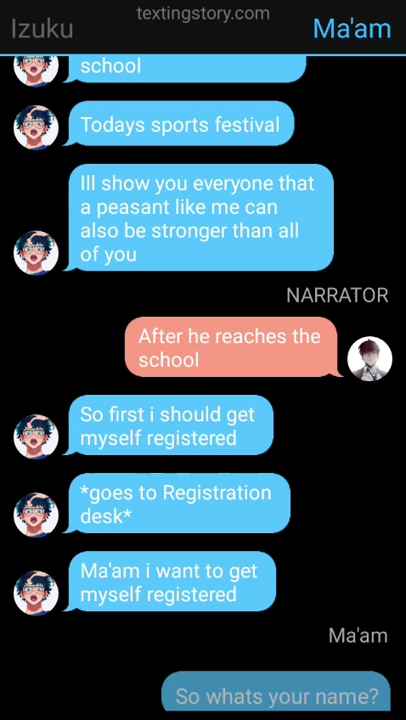 textingstory.com
Izuku
Ma'am
school
Todays sports festival
Ill show you everyone that
a peasant like me can
also be stronger than all
of you
NARRATOR
After he reaches the
school
So first i should get
myself registered
*goes to Registration
desk*
Ma'am i want to get
myself registered
Ma'am
So whats your name?